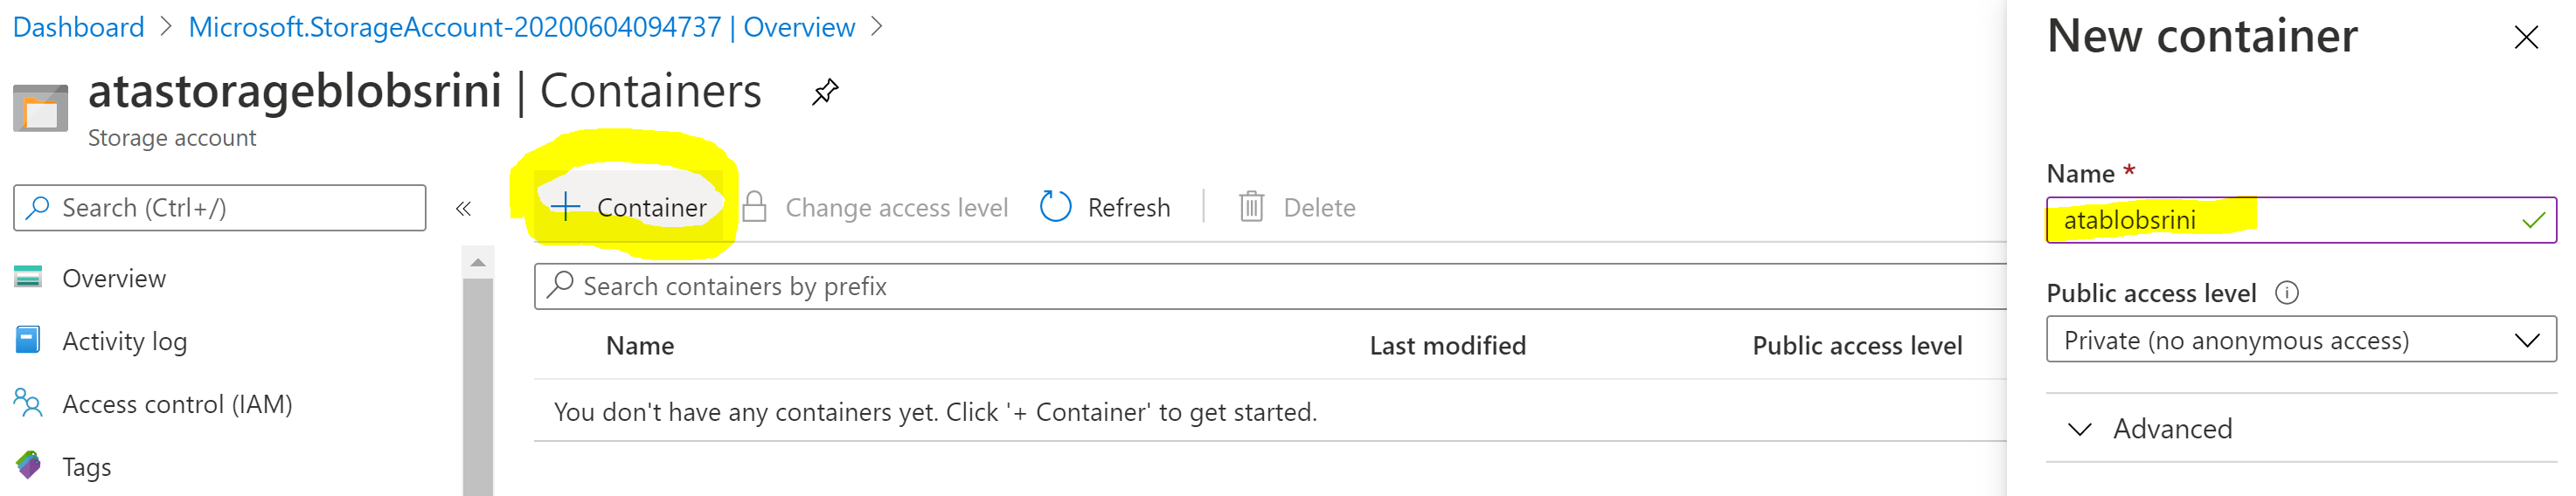 Dashboard > Microsoft.StorageAccount-20200604094737 | Overview >
atastorageblobsrini | Containers
Storage account
Search (Ctrl+/)
«
Overview
Activity log
Access control (IAM)
Tags
+ Container
Change access level
Refresh
Delete
Search containers by prefix
Name Last modified Public access level
You don't have any containers yet. Click '+ Container' to get started.
New container
Name *
atablobsrini
Public access level
Private (no anonymous access)
Advanced